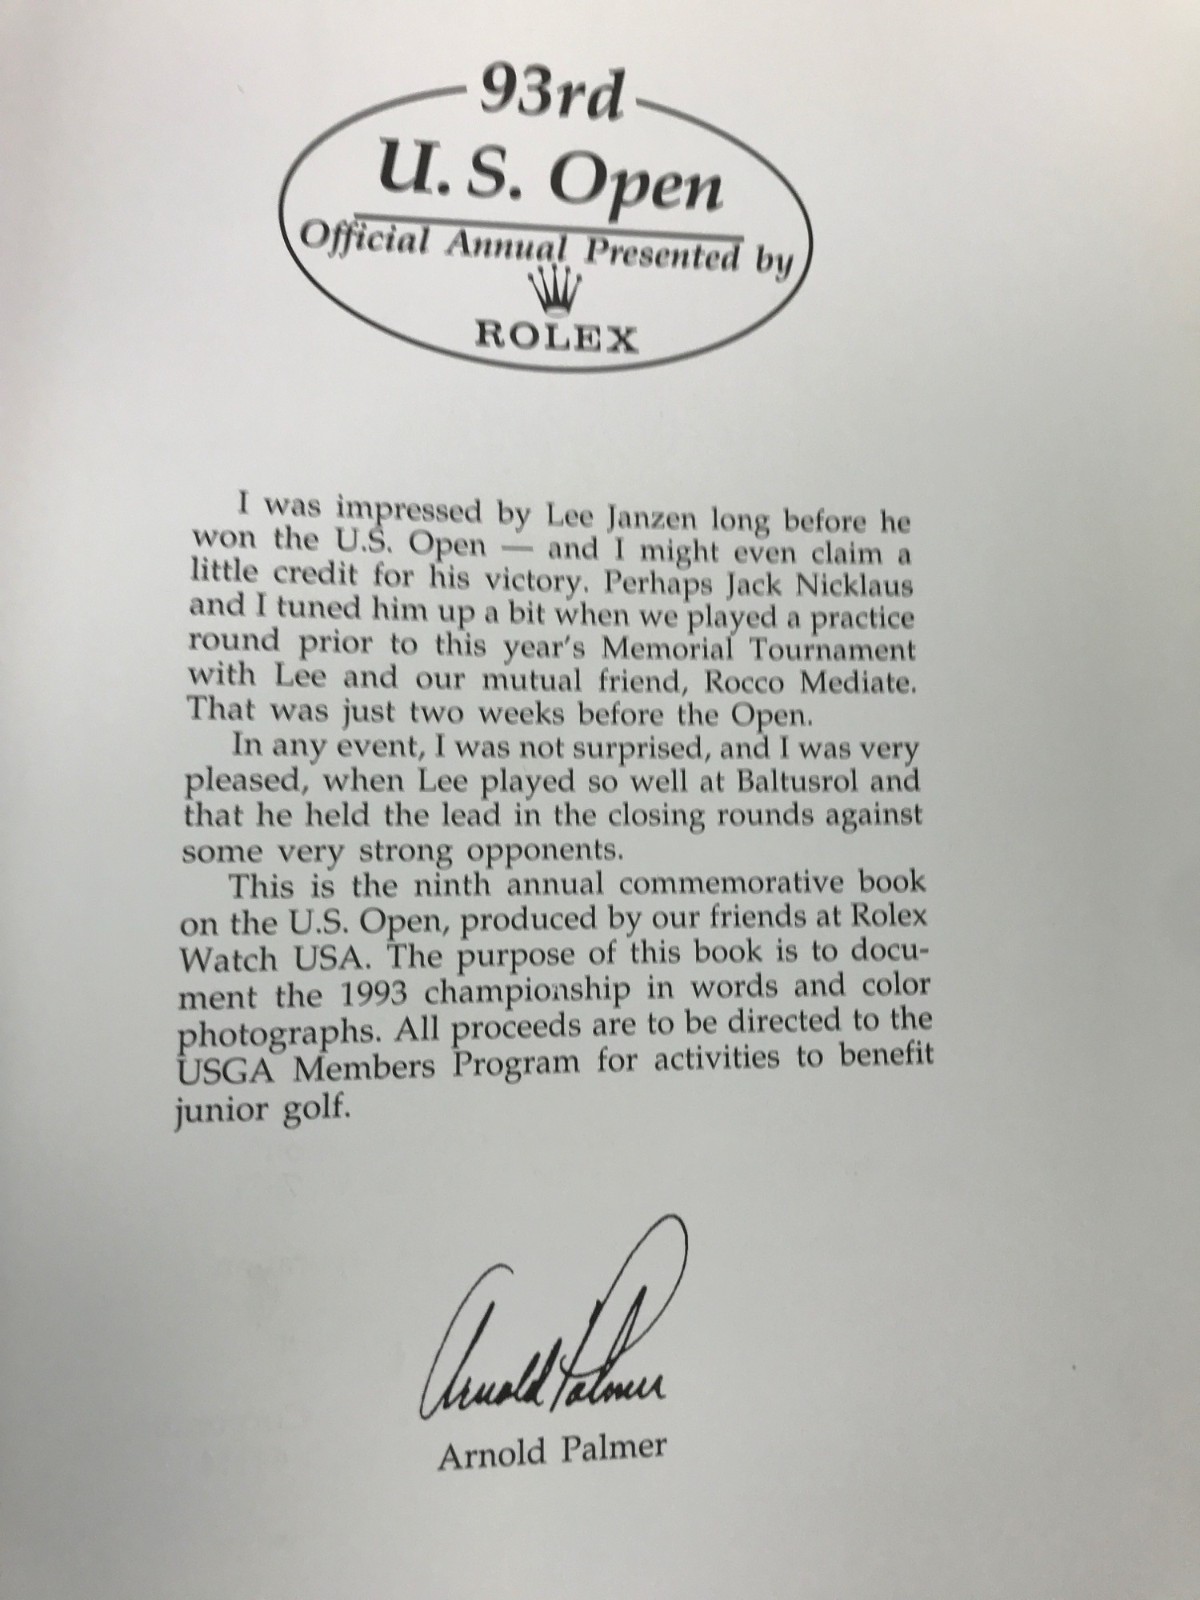 93rd
U.S. Open
Official Annual Presented by
ROLEX
I was impressed by Lee Janzen long before he
won the U.S. Open — and I might even claim a
little credit for his victory. Perhaps Jack Nicklaus
and I tuned him up a bit when we played a practice
round prior to this year's Memorial Tournament
with Lee and our mutual friend, Rocco Mediate.
That was just two weeks before the Open.
In any event, I was not surprised, and I was very
pleased, when Lee played so well at Baltusrol and
that he held the lead in the closing rounds against
some very strong opponents.
This is the ninth annual commemorative book
on the U.S. Open, produced by our friends at Rolex
Watch USA. The purpose of this book is to docu-
ment the 1993 championship in words and color
photographs. All proceeds are to be directed to the
USGA Members Program for activities to benefit
junior golf.
Arnold Palmer
Arnold Palmer